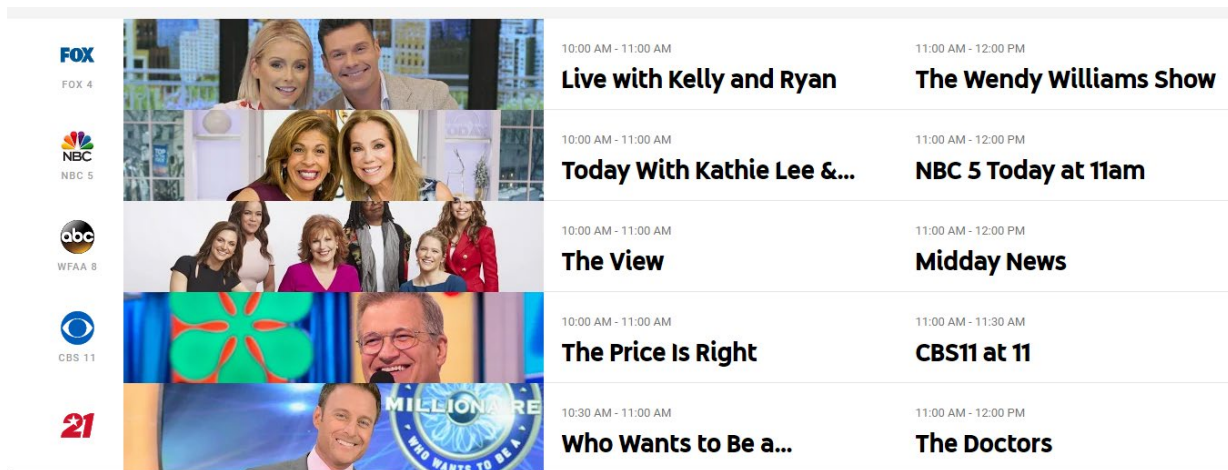 FOX
FOX 4
10:00 AM - 11:00 AM
Live with Kelly and Ryan
11:00 AM - 12:00 PM
The Wendy Williams Show
NBC
NBC 5
10:00 AM - 11:00 AM
Today With Kathie Lee &...
11:00 AM - 12:00 PM
NBC 5 Today at 11am
abc
WFAA 8
10:00 AM - 11:00 AM
The View
11:00 AM - 12:00 PM
Midday News
CBS 11
10:00 AM - 11:00 AM
The Price Is Right
11:00 AM - 11:30 AM
CBS11 at 11
21
MILLIONAIRE
WHO WANTS TO BE A
10:30 AM - 11:00 AM
Who Wants to Be a...
11:00 AM - 12:00 PM
The Doctors